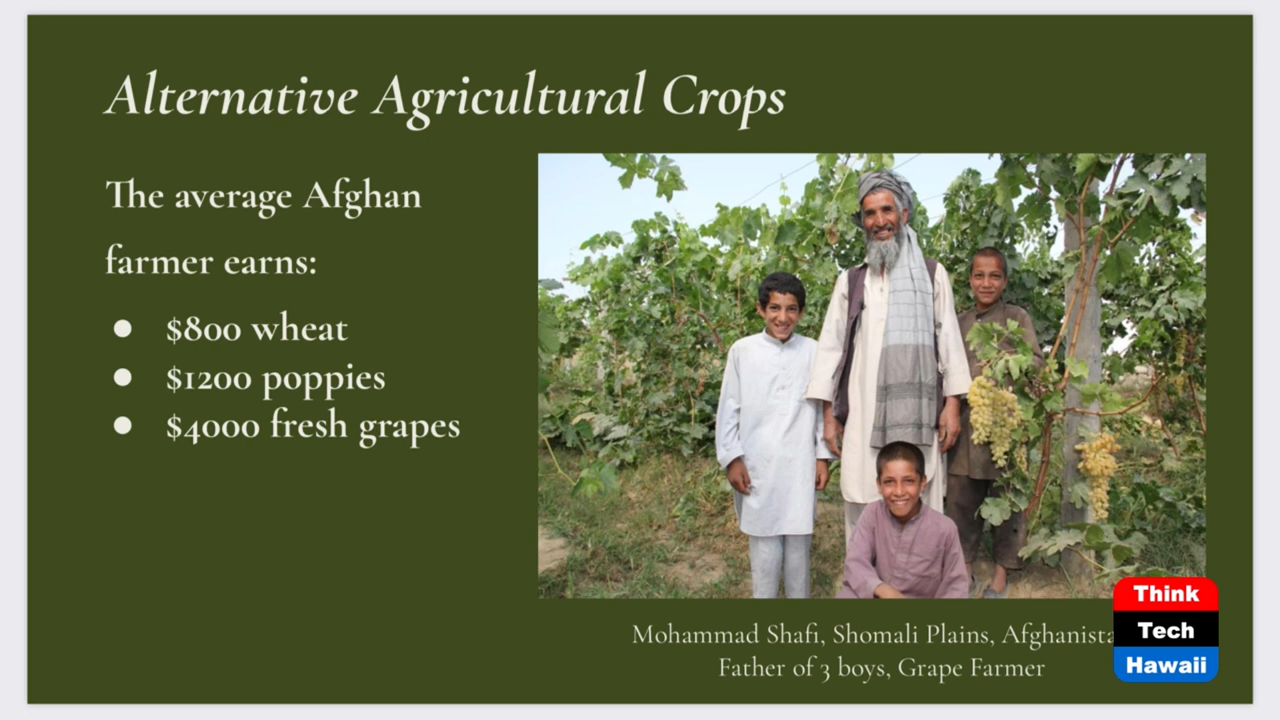 Alternative Agricultural Crops
The average Afghan
farmer earns:
● $800 wheat
● $1200 poppies
● $4000 fresh grapes
Mohammad Shafi, Shomali Plains, Afghanista
Father of 3 boys, Grape Farmer
Think
Tech
Hawaii